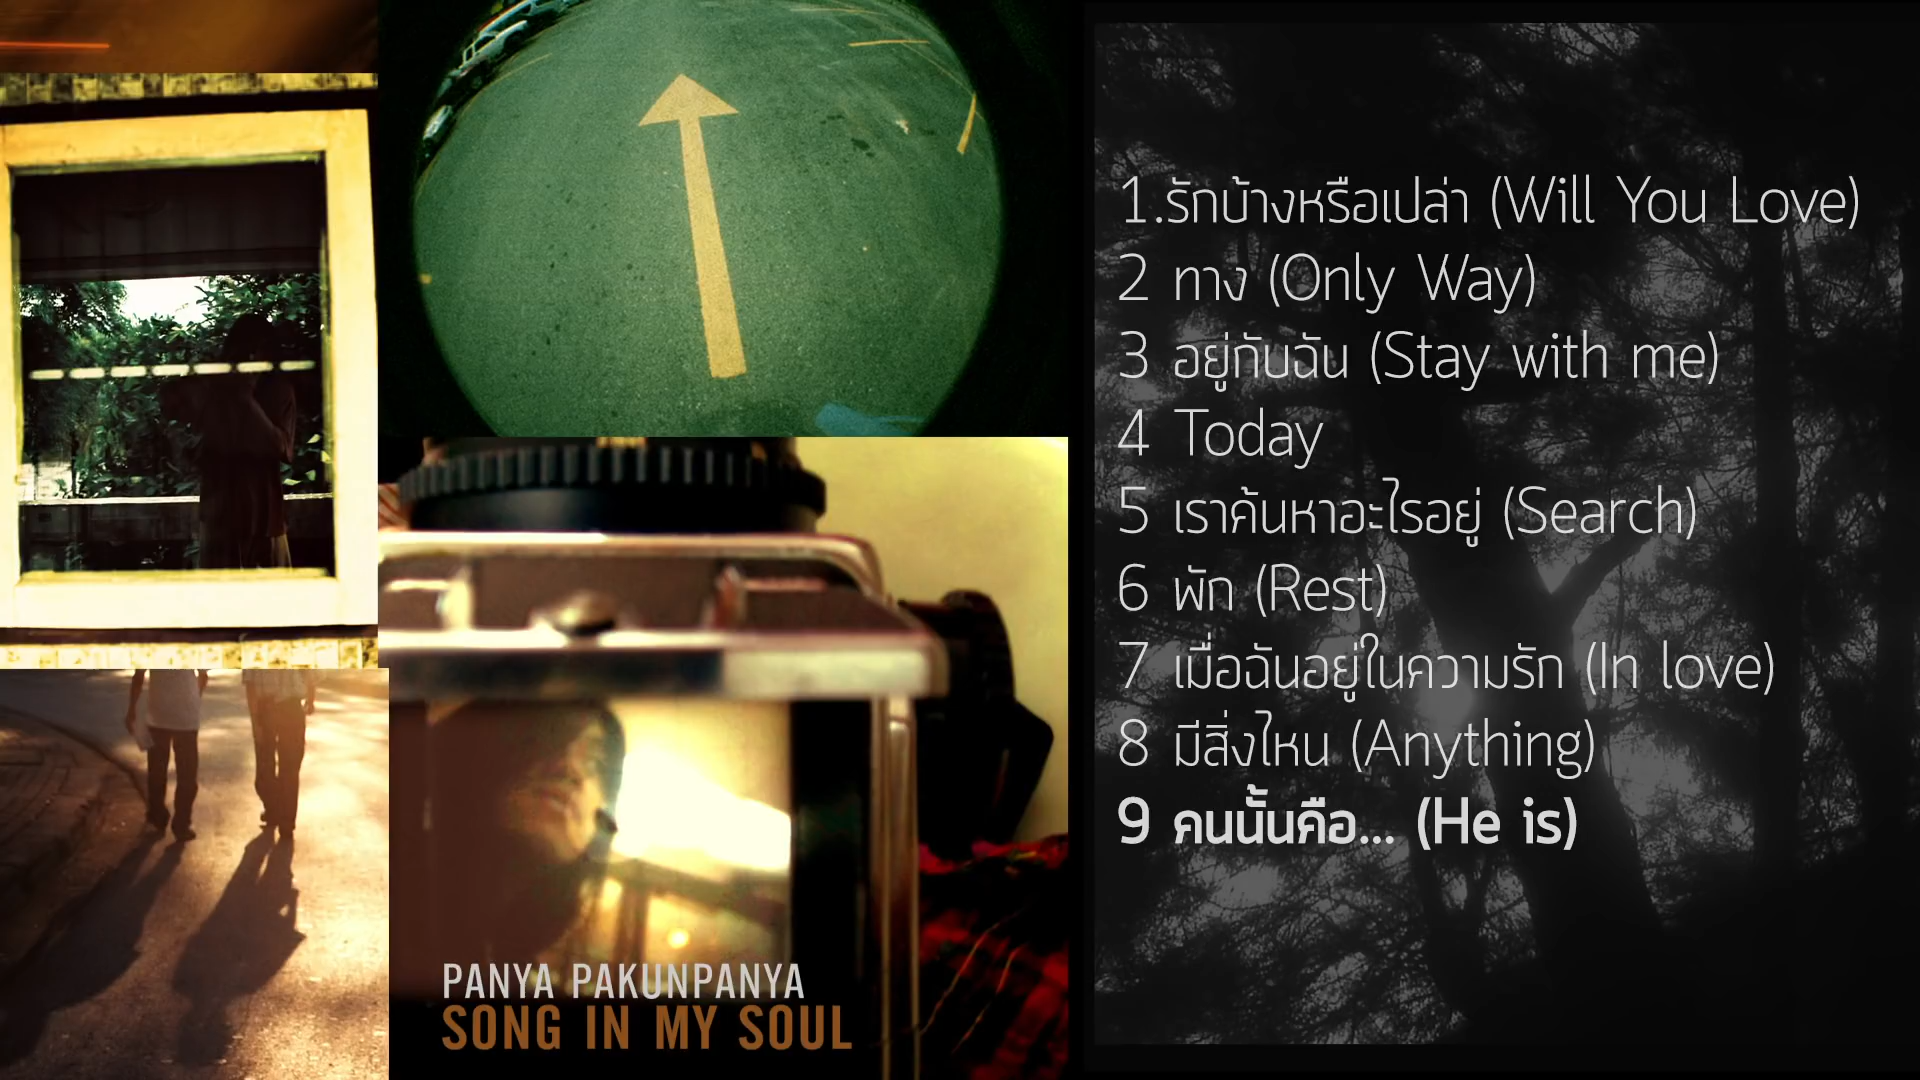 1.รักบ้างหรือเปล่า (Will You Love)
2 ทาง (Only Way)
3 อยู่กับฉัน (Stay with me)
4 Today
5 เราค้นหาอะไรอยู่ (Search)
6 พัก (Rest)
7 เมื่อฉันอยู่ในความรัก (In love)
8 มีสิ่งไหน (Anything)
9 คนนั้นคือ... (He is)
PANYA PAKUNPANYA
SONG IN MY SOUL